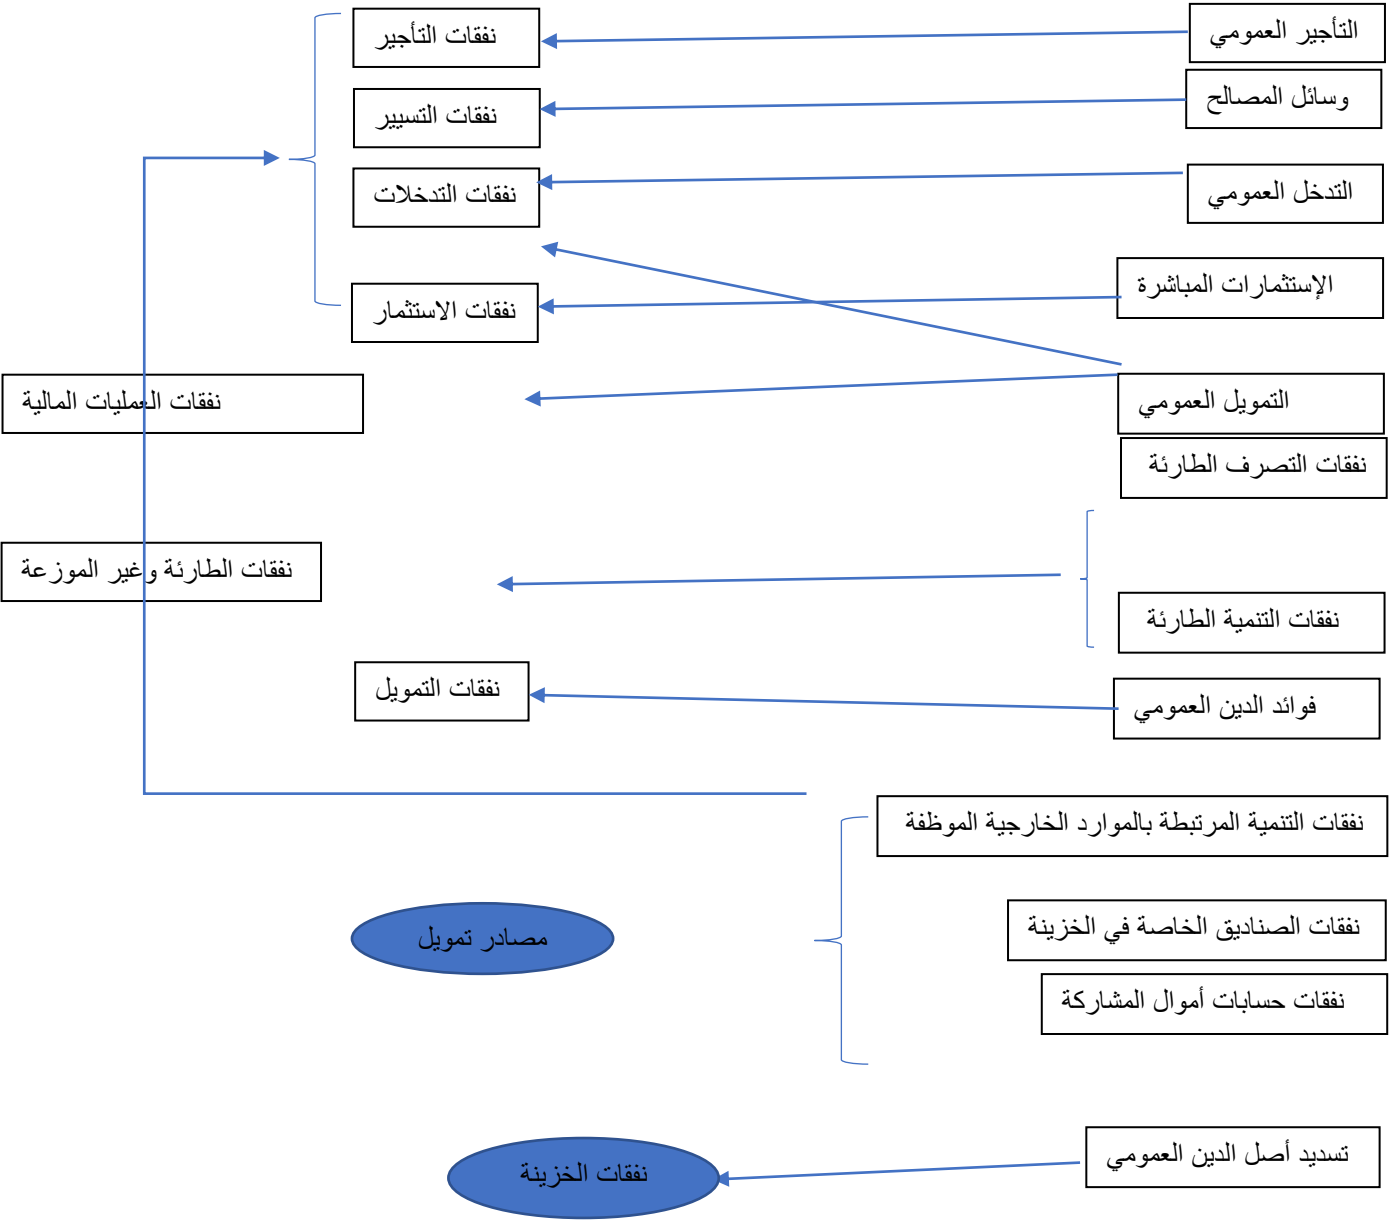 التأجير العمومي
نفقات التأجير
وسائل المصالح
نفقات التسيير
التدخل العمومي
نفقات التدخلات
الإستثمارات المباشرة
نفقات الاستثمار
التمويل العمومي
نفقات العمليات المالية
نفقات التصرف الطارئة
نفقات الطارئة وغير الموزعة
نفقات التنمية الطارئة
فوائد الدين العمومي
نفقات التمويل
نفقات التنمية المرتبطة بالموارد الخارجية الموظفة
نفقات الصناديق الخاصة في الخزينة
مصادر تمويل
نفقات حسابات أموال المشاركة
تسديد أصل الدين العمومي
نفقات الخزينة